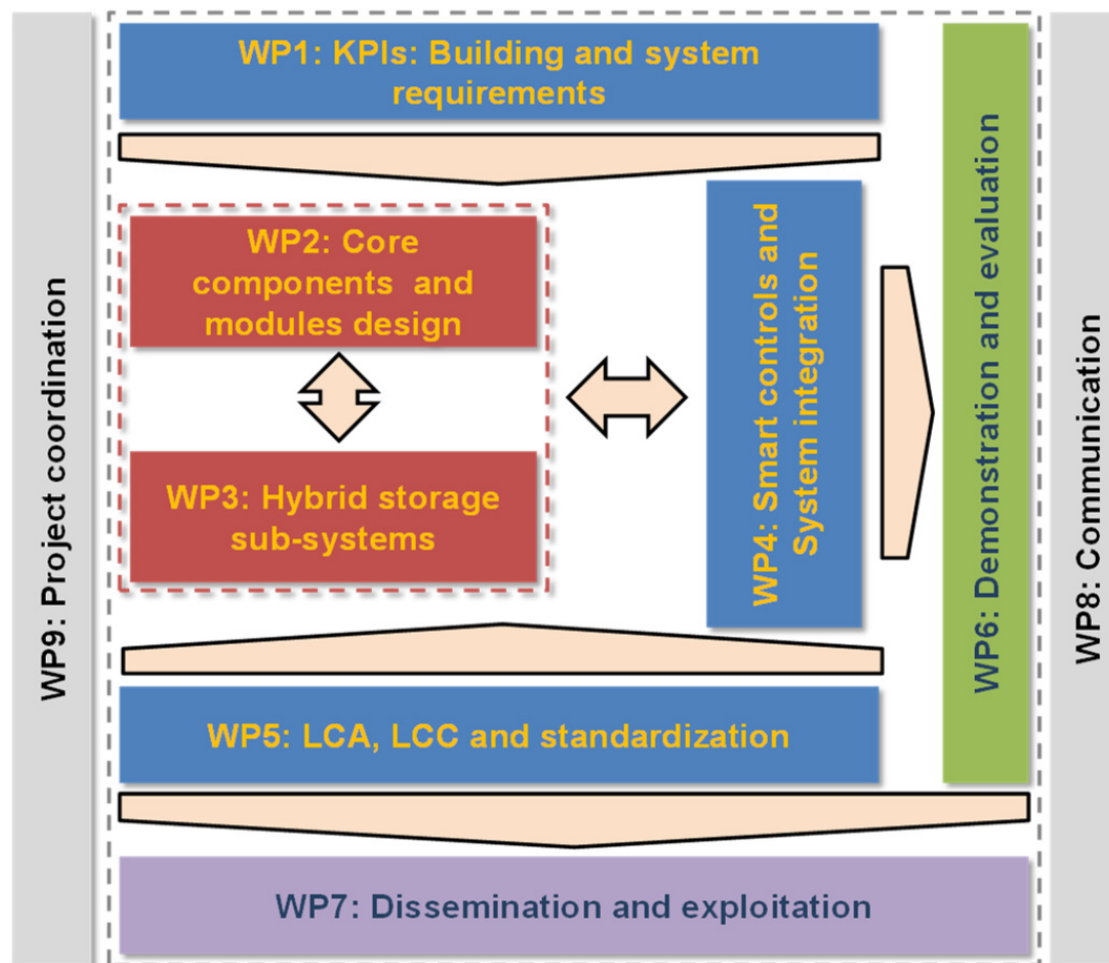 WP1: KPIs: Building and system
requirements
WP2: Core
components and
modules design
WP3: Hybrid storage
sub-systems
WP4: Smart controls and
System integration
WP5: LCA, LCC and standardization
WP6: Demonstration and evaluation
WP7: Dissemination and exploitation
WP8: Communication
WP9: Project coordination